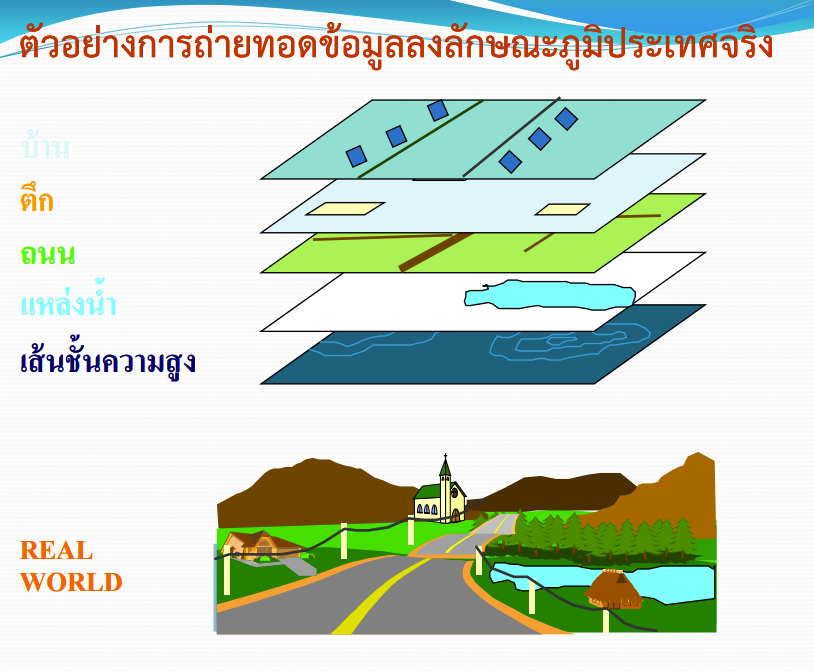 ตัวอย่างการถ่ายทอดข้อมูลลงลักษณะภูมิประเทศจริง
บ้าน
ตึก
ถนน
แหล่งน้ำ
เส้นชั้นความสูง
REAL
WORLD